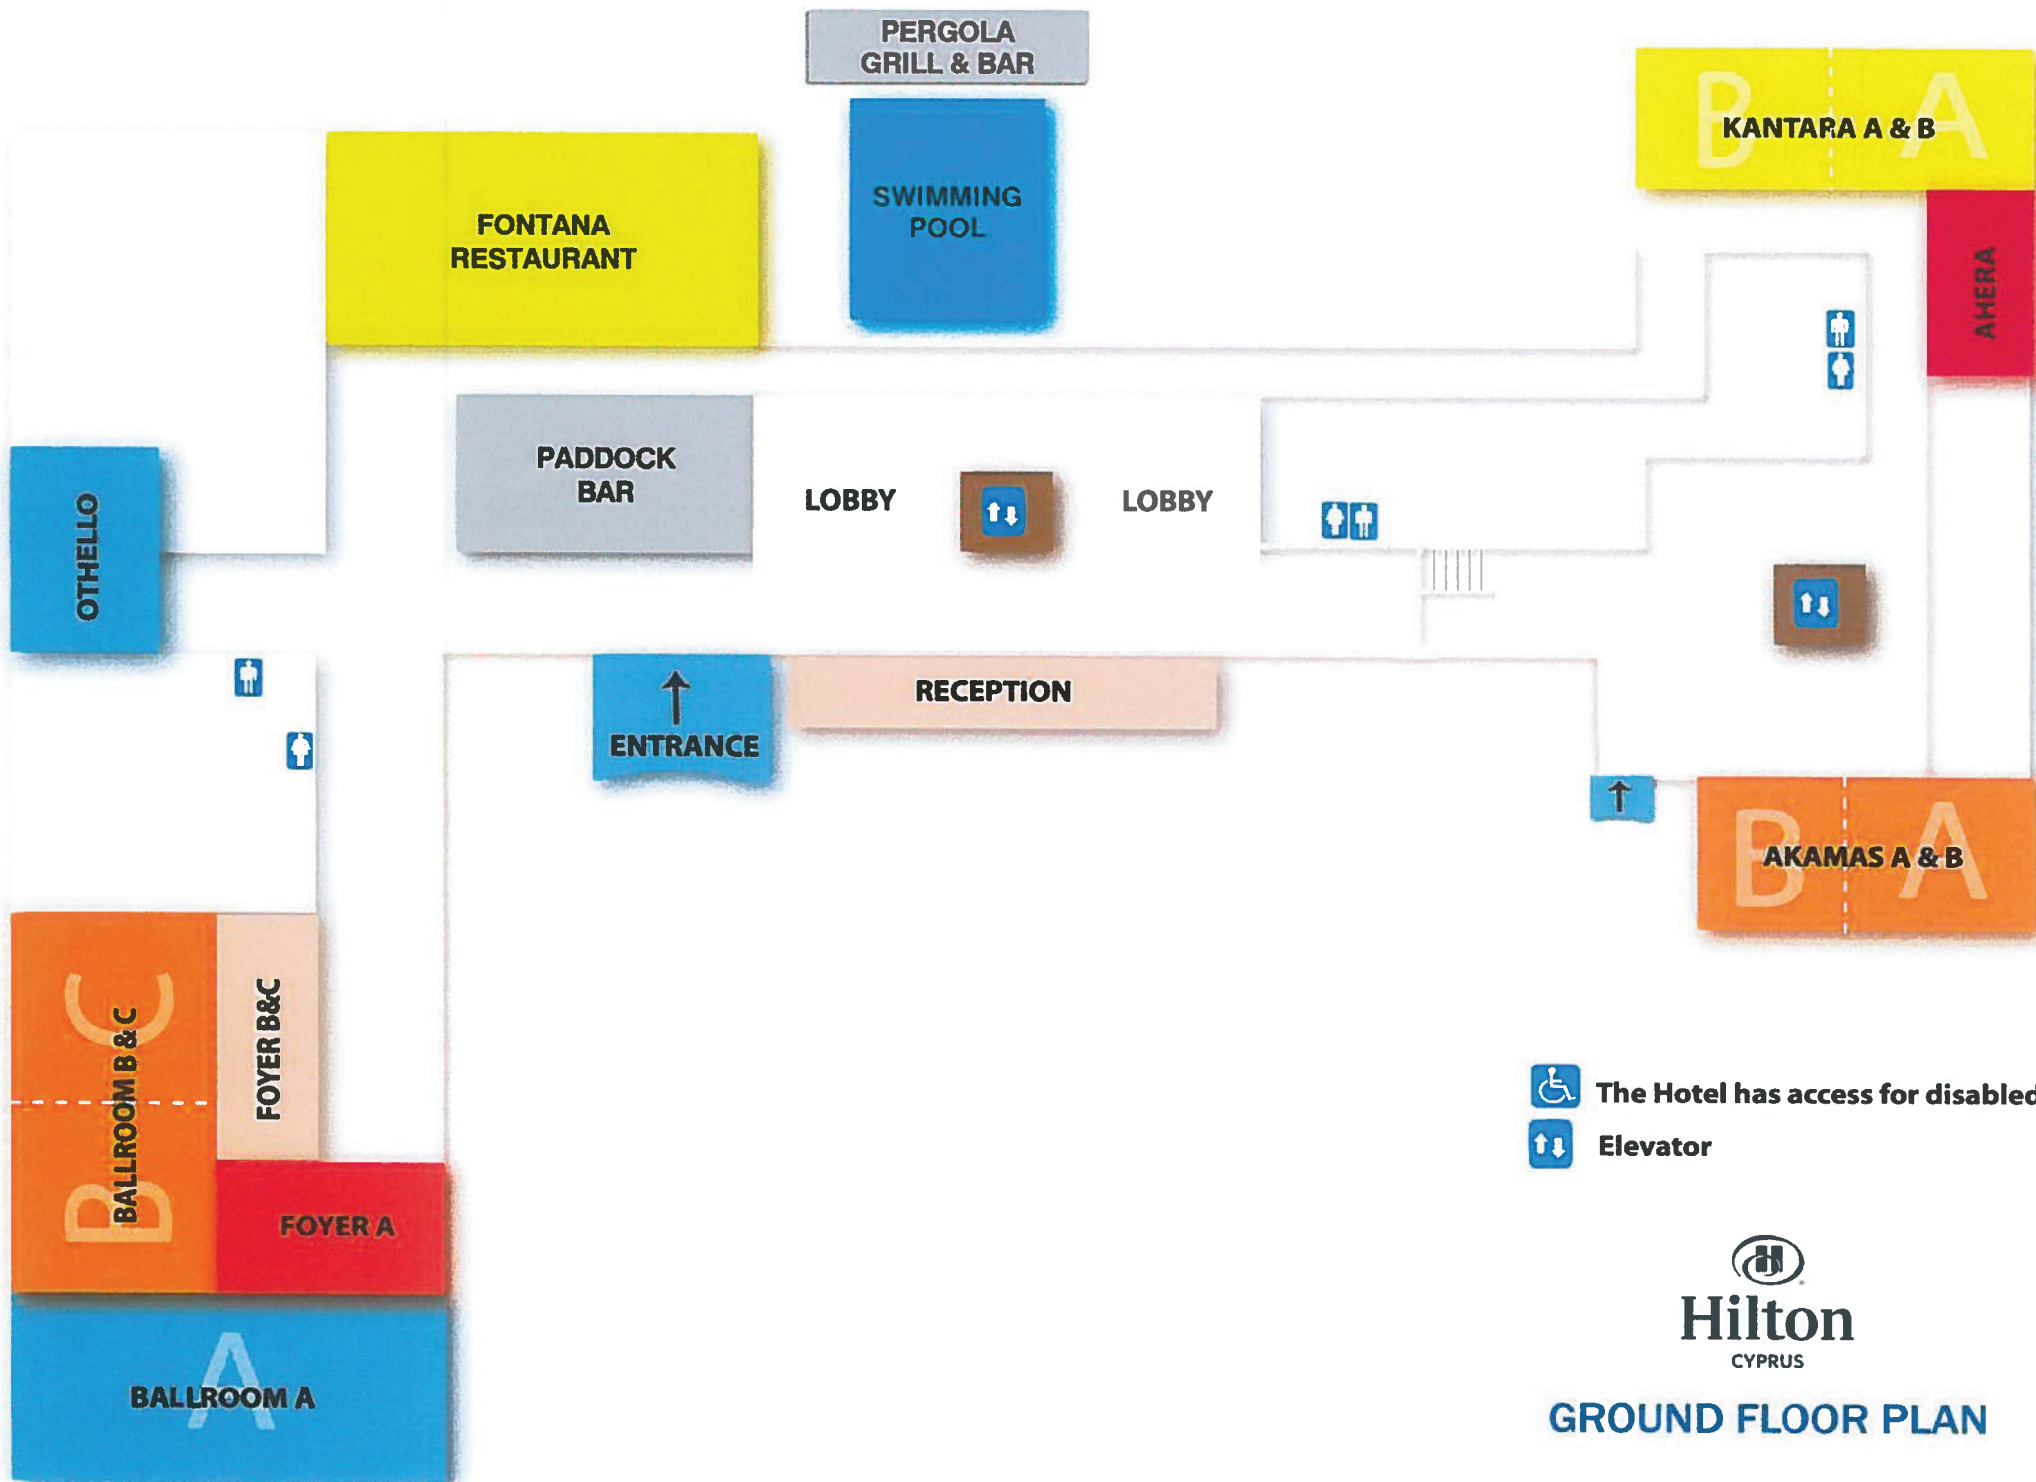 PERGOLA
GRILL & BAR
B A
KANTARA A & B
SWIMMING
POOL
FONTANA
RESTAURANT
AHERA
PADDOCK
BAR
LOBBY
LOBBY
OTHELLO
RECEPTION
ENTRANCE
B A
AKAMAS A & B
B C
BALLROOM B & C
FOYER B&C
FOYER A
A
BALLROOM A
The Hotel has access for disabled
Elevator
H
Hilton
CYPRUS
GROUND FLOOR PLAN